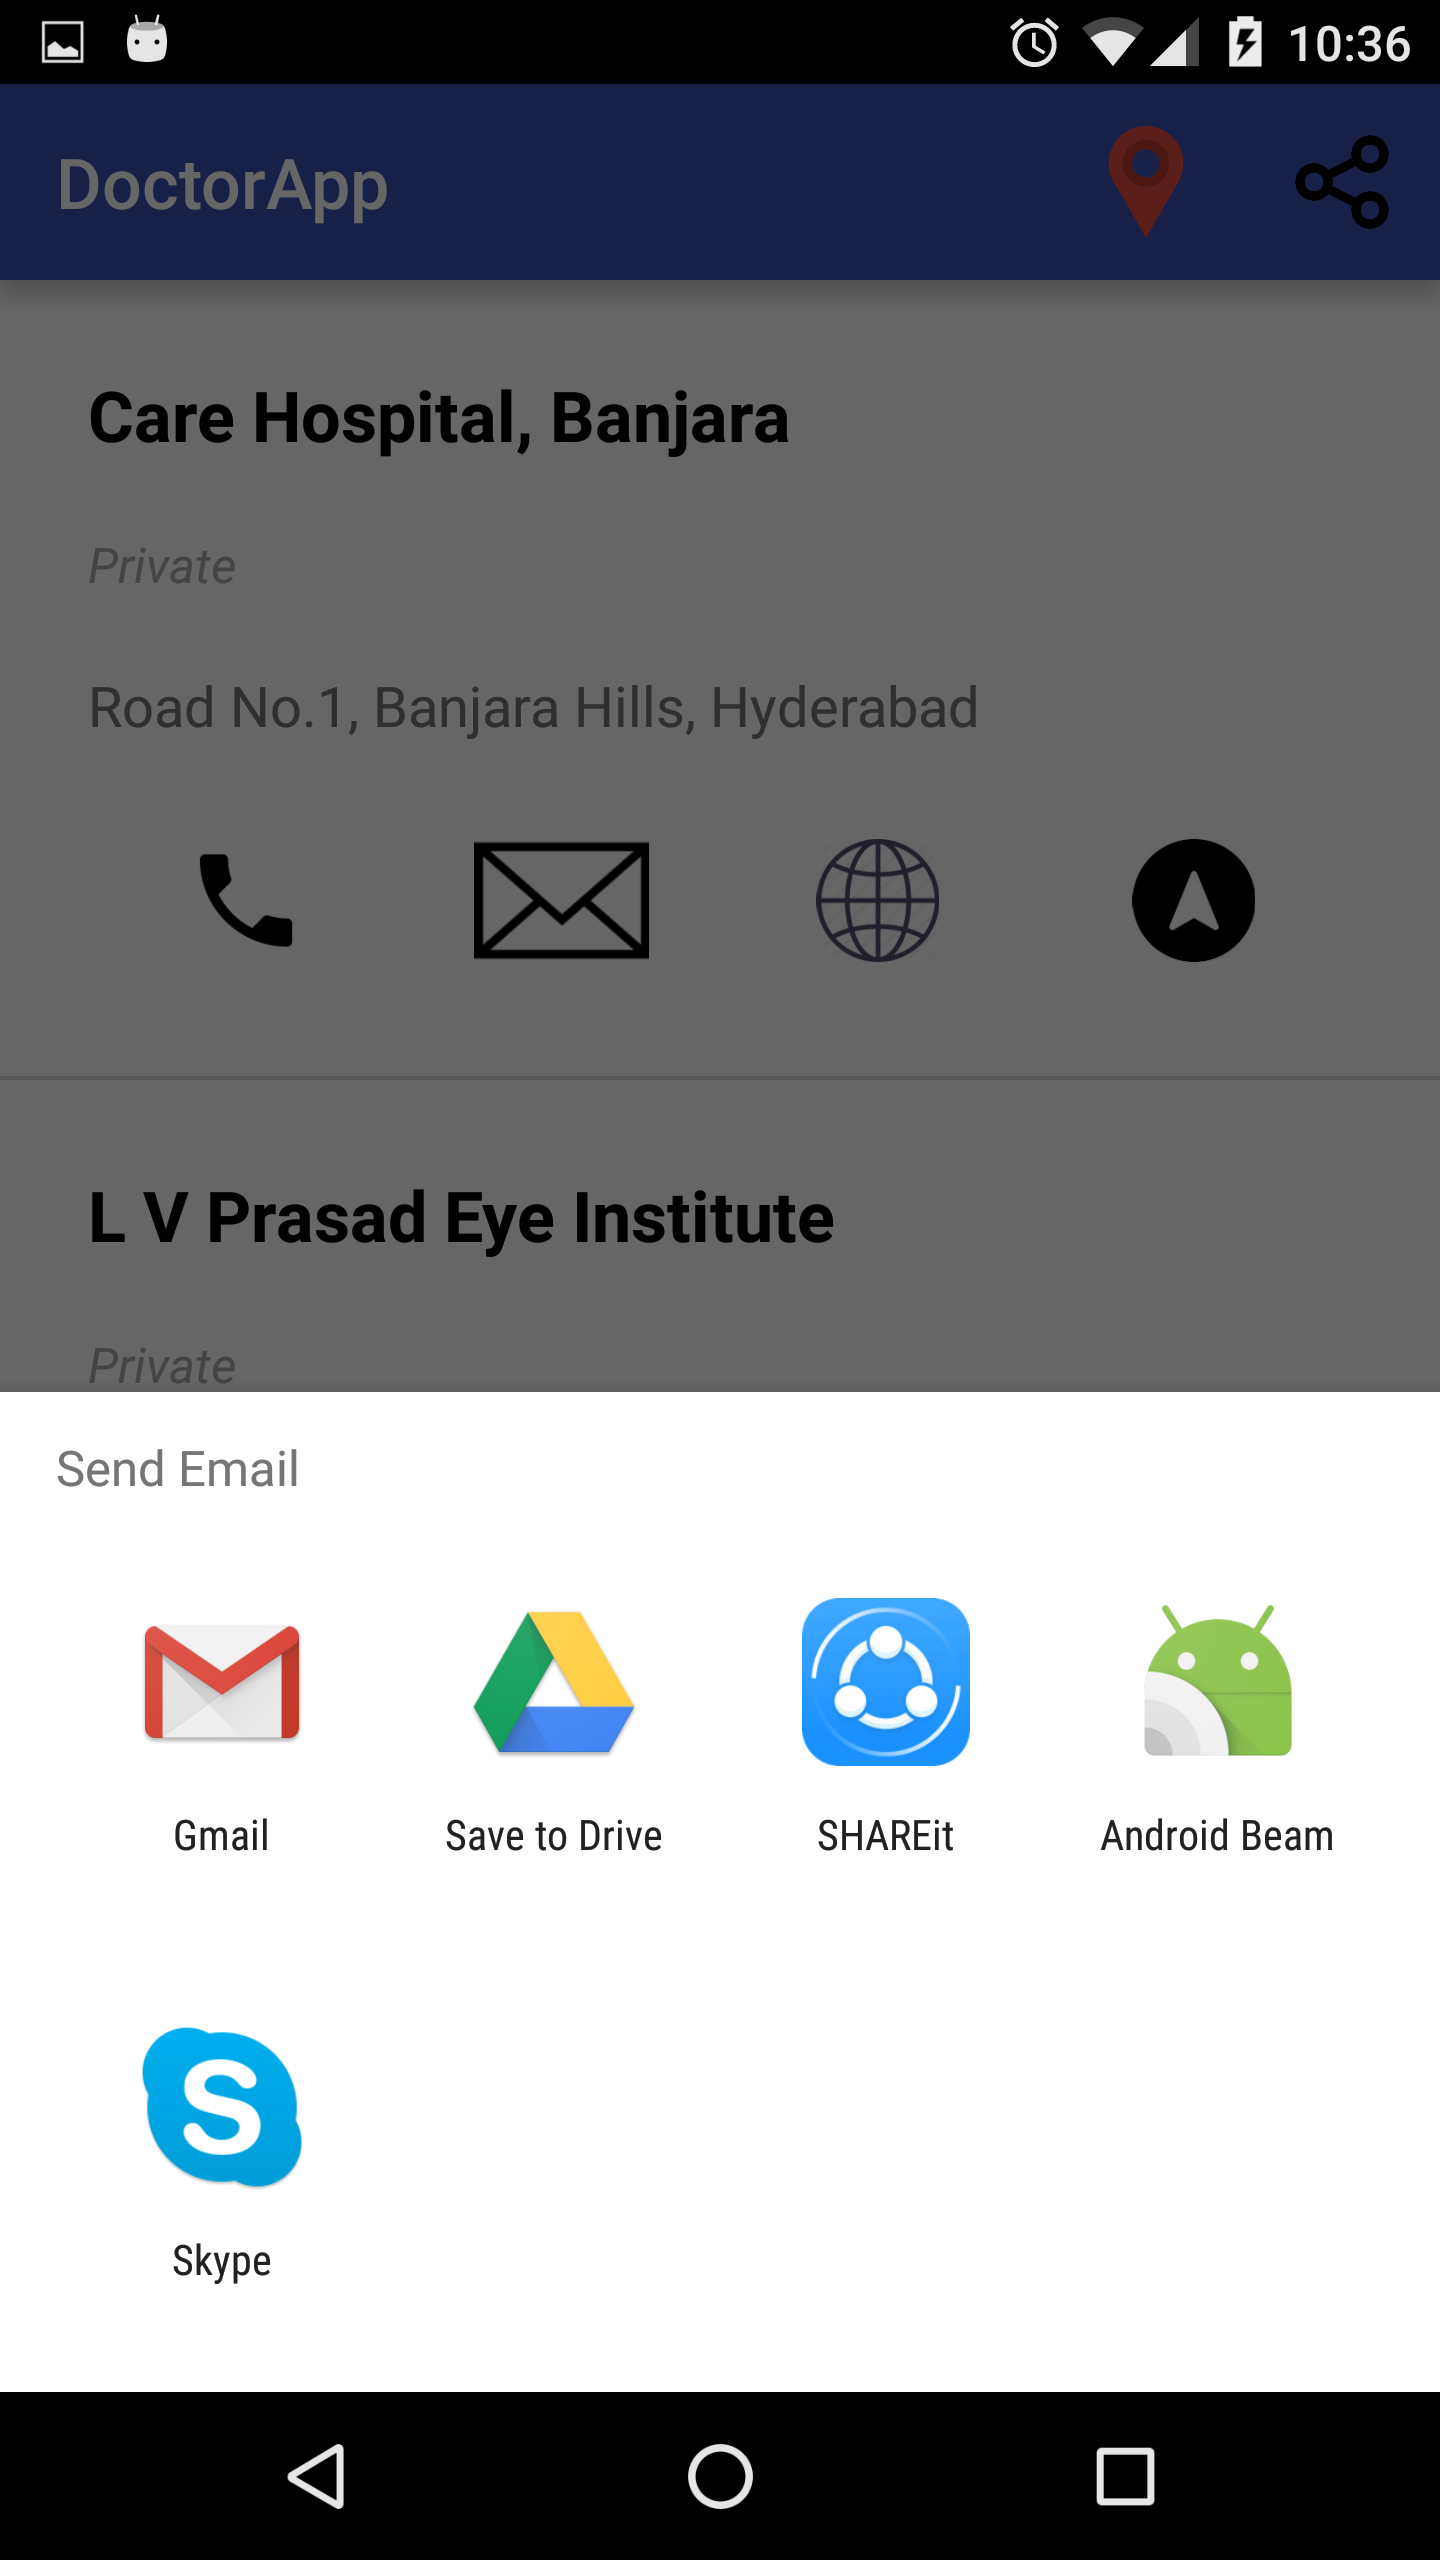 10:36
DoctorApp
Care Hospital, Banjara
Private
Road No.1, Banjara Hills, Hyderabad
L V Prasad Eye Institute
Private
Send Email
Gmail
Save to Drive
SHAREit
Android Beam
Skype